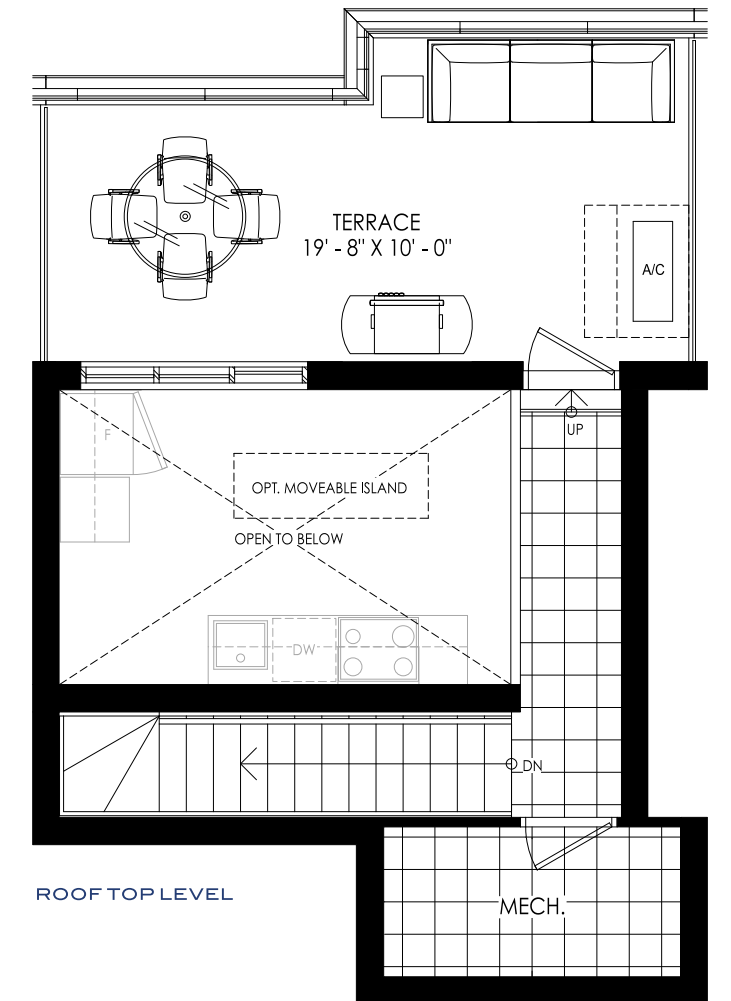 TERRACE
19' - 8" X 10' - 0"
A/C
UP
F
OPT. MOVEABLE ISLAND
OPEN TO BELOW
DW
DN
ROOF TOP LEVEL
MECH.